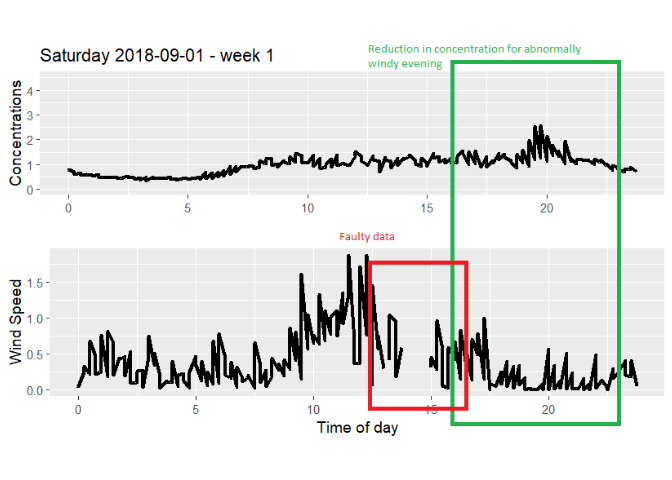 Reduction in concentration for abnormally
windy evening
Saturday 2018-09-01 - week 1
Concentrations
4
3
2
1
0
0 5 10 15 20
Faulty data
Wind Speed
1.5
1.0
0.5
0.0
0 5 10 15 20
Time of day